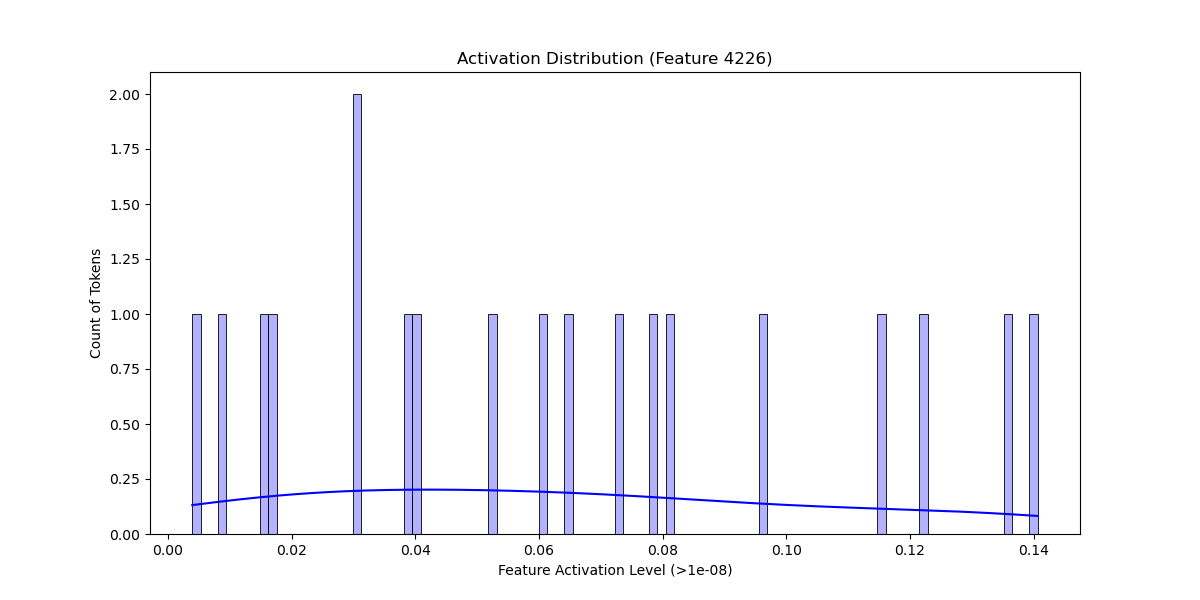 Activation Distribution (Feature 4226)
2.00
1.75
1.50
1.25
1.00
0.75
0.50
0.25
0.00
Count of Tokens
0.00 0.02 0.04 0.06 0.08 0.10 0.12 0.14
Feature Activation Level (>1e-08)